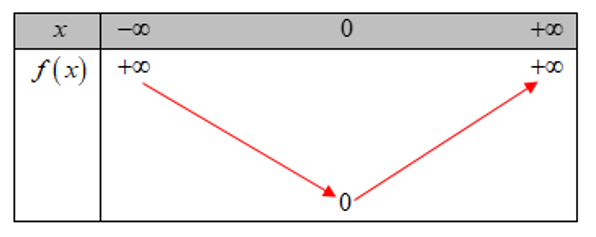 x −∞ 0 +∞
f(x) +∞ +∞
0